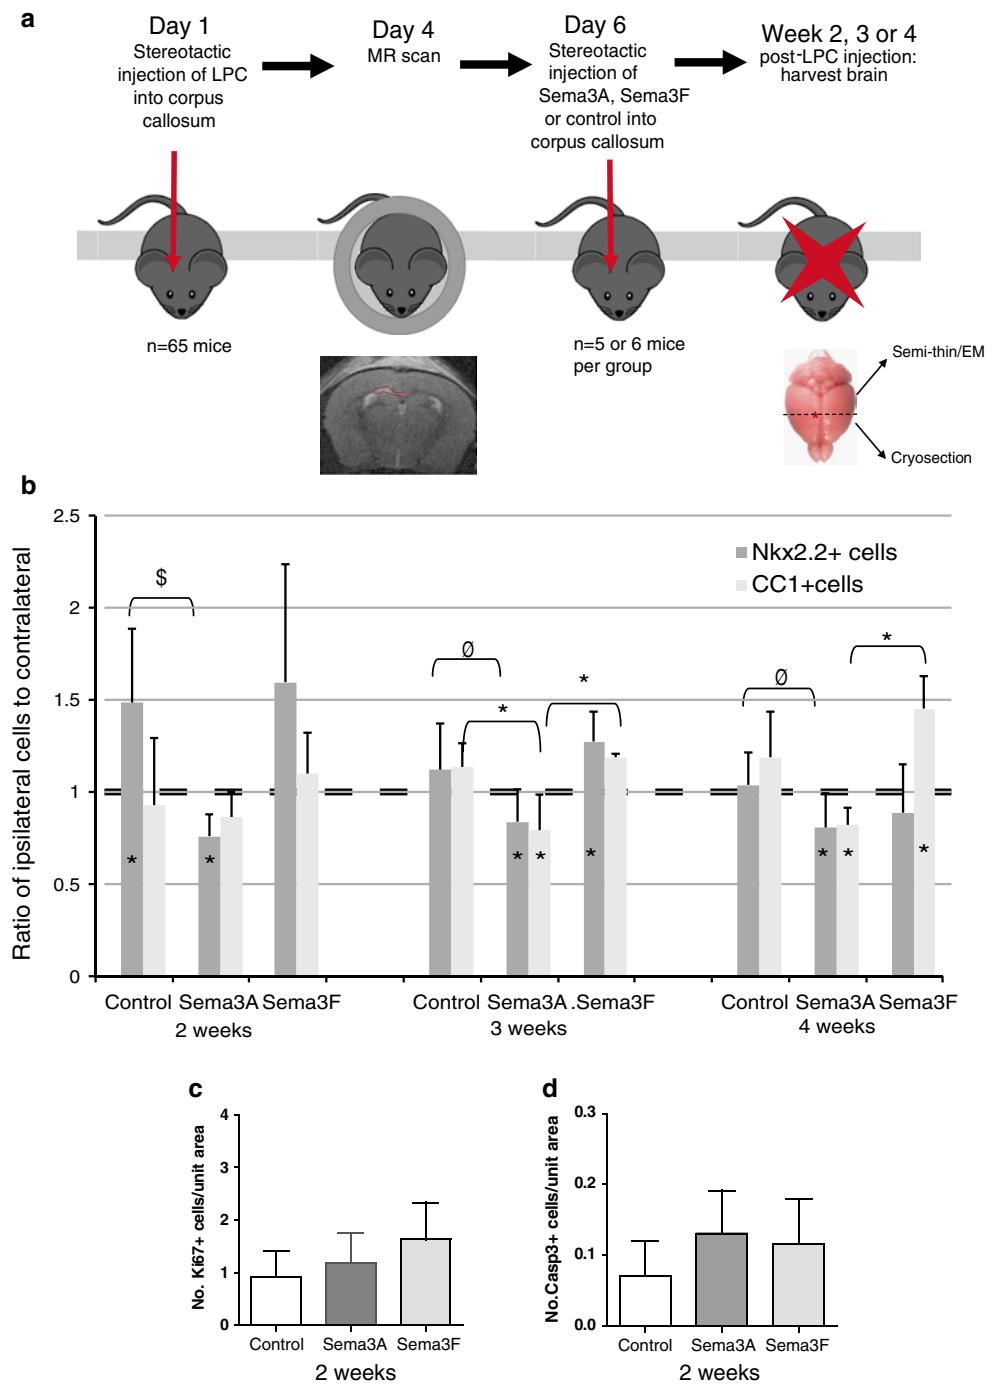 a
Day 1
Stereotactic
injection of LPC
into corpus
callosum
Day 4
MR scan
Day 6
Stereotactic
injection of
Sema3A, Sema3F
or control into
corpus callosum
Week 2, 3 or 4
post-LPC injection:
harvest brain
n=65 mice
n=5 or 6 mice
per group
Semi-thin/EM
*
Cryosection
b
Ratio of ipsilateral cells to contralateral
2.5
2
1.5
1
0.5
0
Nkx2.2+ cells
CC1+cells
$
Ø
*
*
Ø
*
* * * * * * * *
Control Sema3A Sema3F
2 weeks
Control Sema3A .Sema3F
3 weeks
Control Sema3A Sema3F
4 weeks
c
No. Ki67+ cells/unit area
4
3
2
1
0
Control Sema3A Sema3F
2 weeks
d
No.Casp3+ cells/unit area
0.3
0.2
0.1
0.0
Control Sema3A Sema3F
2 weeks